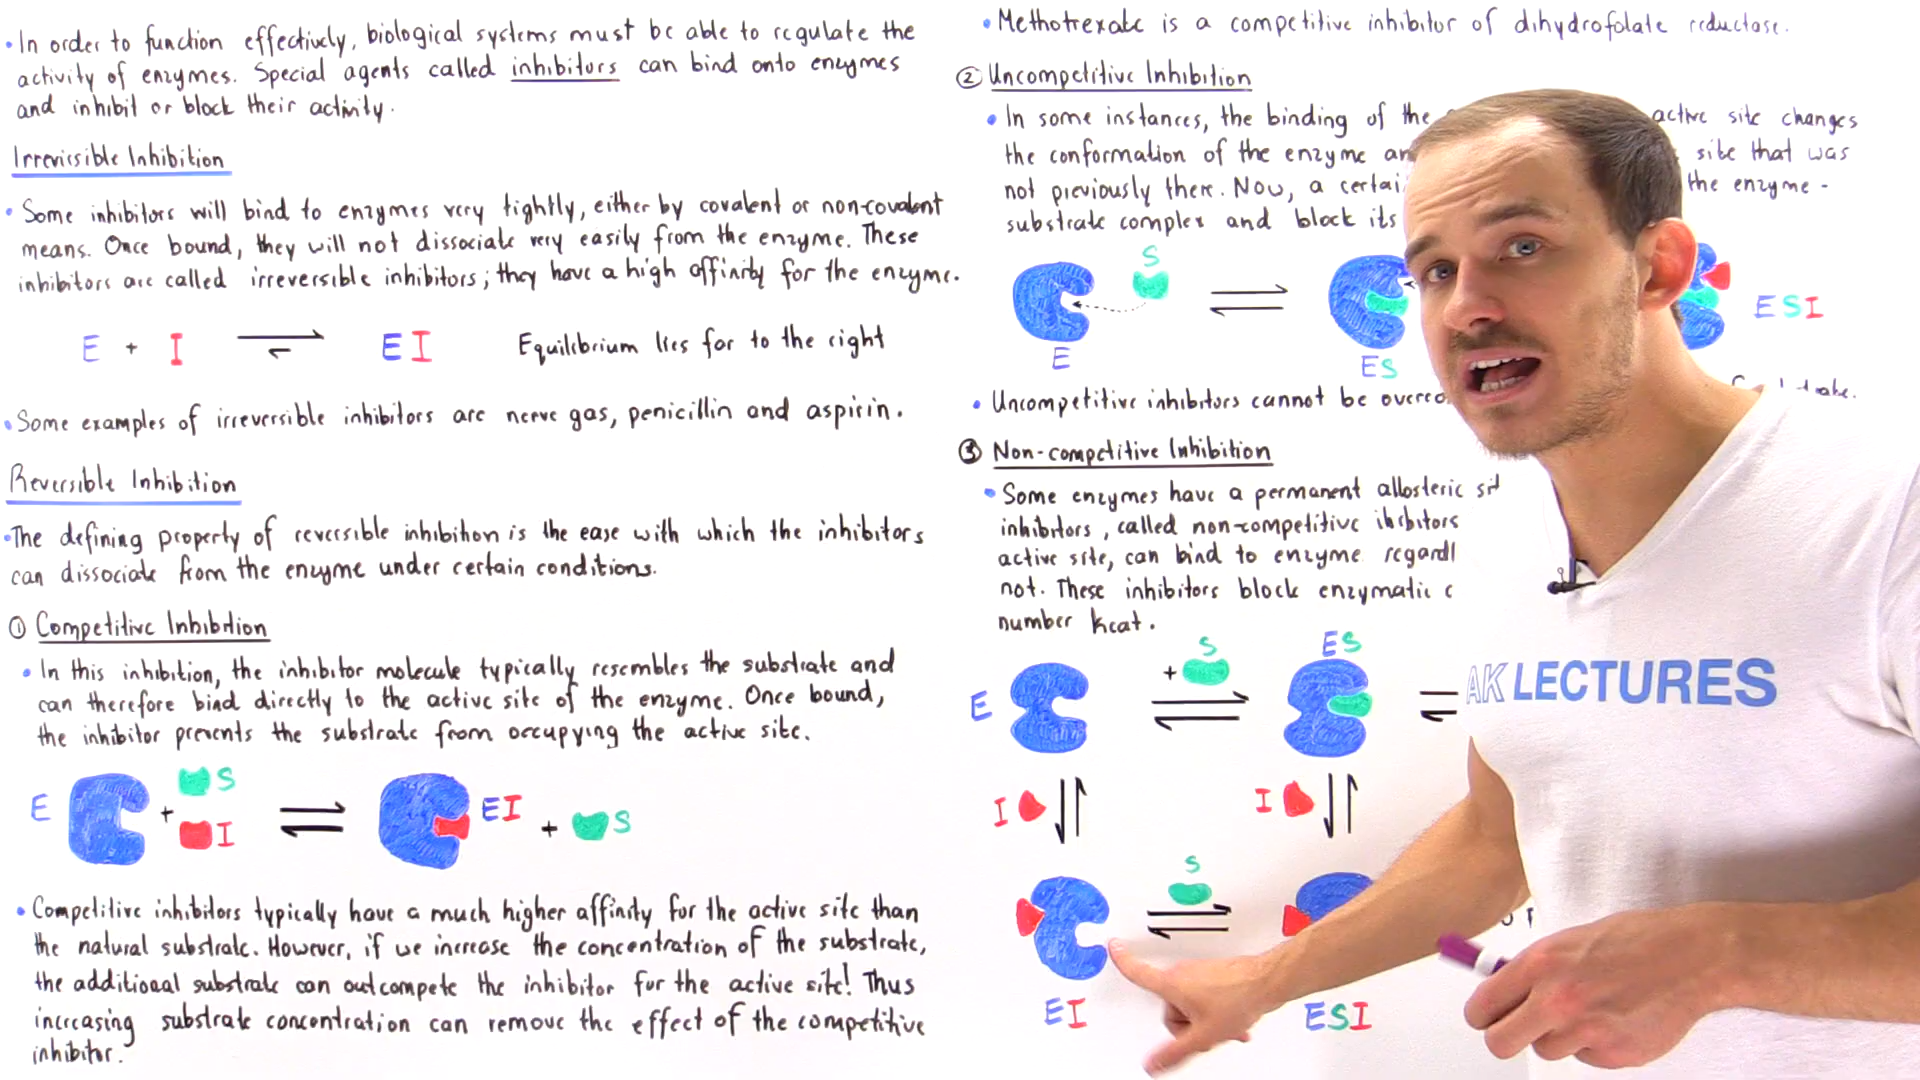 • In order to function effectively, biological systems must be able to regulate the
activity of enzymes. Special agents called inhibitors can bind onto enzymes
and inhibit or block their activity.
Irreversible Inhibition
• Some inhibitors will bind to enzymes very tightly, either by covalent or non-covalent
means. Once bound, they will not dissociate very easily from the enzyme. These
inhibitors are called irreversible inhibitors; they have a high affinity for the enzyme.
E + I EI Equilibrium lies far to the right
• Some examples of irreversible inhibitors are nerve gas, penicillin and aspirin.
Reversible Inhibition
• The defining property of reversible inhibition is the ease with which the inhibitors
can dissociate from the enzyme under certain conditions.
① Competitive Inhibition
• In this inhibition, the inhibitor molecule typically resembles the substrate and
can therefore bind directly to the active site of the enzyme. Once bound,
the inhibitor prevents the substrate from occupying the active site.
E + S I EI + S
• Competitive inhibitors typically have a much higher affinity for the active site than
the natural substrate. However, if we increase the concentration of the substrate,
the additional substrate can outcompete the inhibitor for the active site! Thus
increasing substrate concentration can remove the effect of the competitive
inhibitor.
• Methotrexate is a competitive inhibitor of dihydrofolate reductase.
② Uncompetitive Inhibition
• In some instances, the binding of the active site changes
the conformation of the enzyme site that was
not previously there. Now, a the enzyme -
substrate complex and block its
S
E ES ESI
• Uncompetitive inhibitors cannot be
③ Non-competitive Inhibition
• Some enzymes have a permanent allosteric
inhibitors, called non-competitive inhibitors
active site, can bind to enzyme
not. These inhibitors block enzymatic
number kcat.
E + S ES
I I
S
EI ESI
AK LECTURES